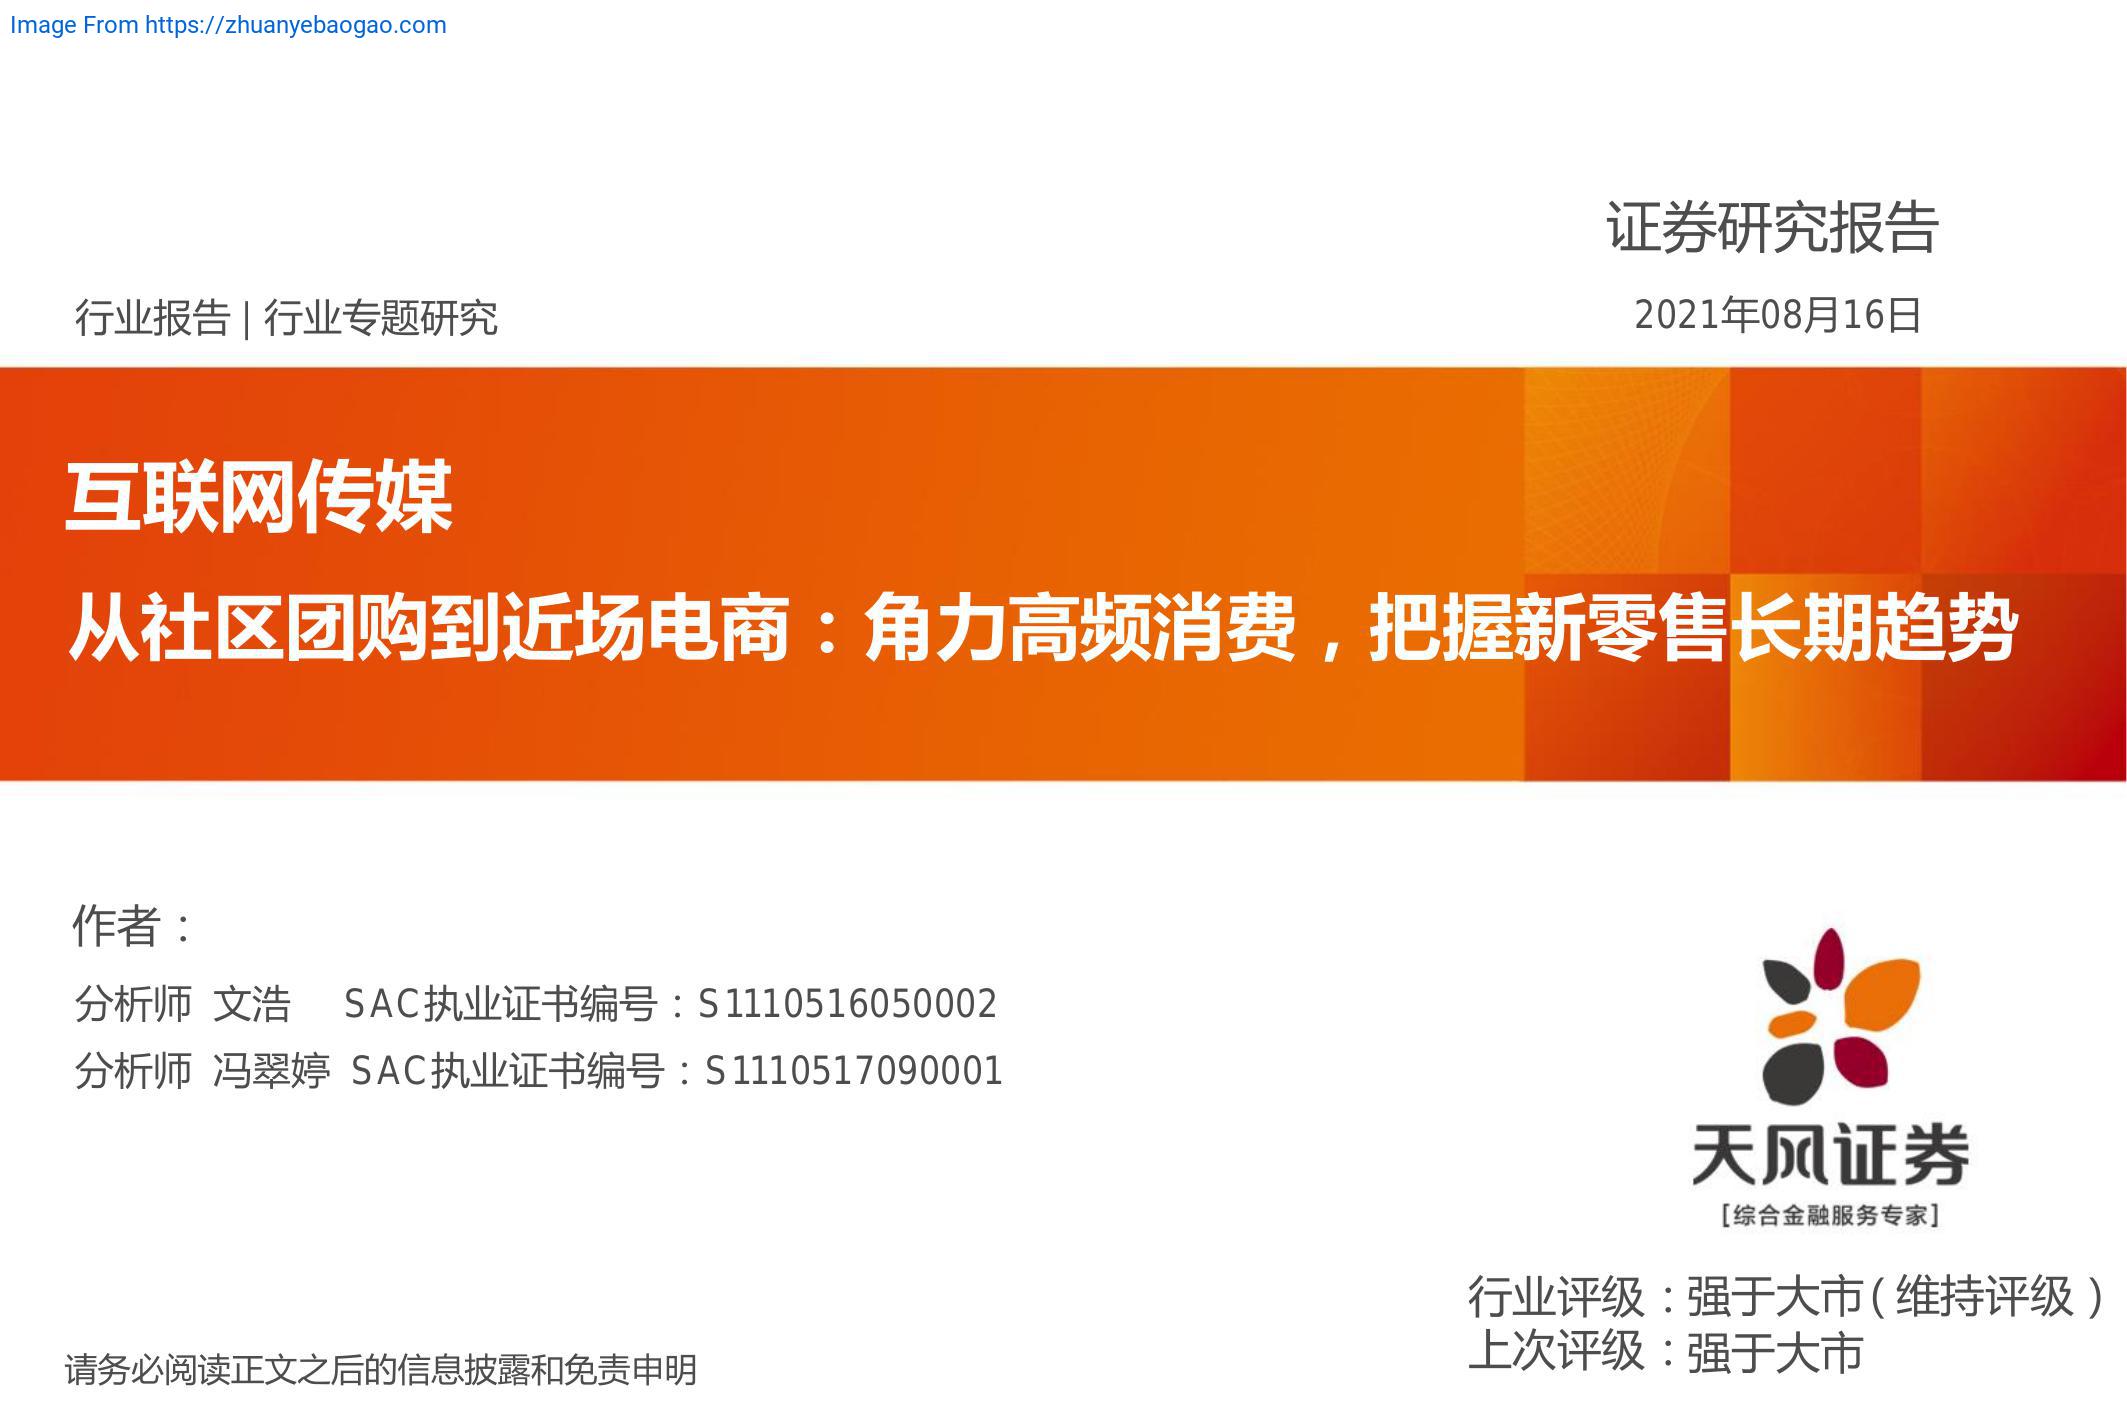 Image From https://zhuanyebaogao.com
证券研究报告
行业报告 | 行业专题研究
2021年08月16日
互联网传媒
从社区团购到近场电商：角力高频消费，把握新零售长期趋势
作者：
分析师 文浩 SAC执业证书编号：S1110516050002
分析师 冯翠婷 SAC执业证书编号：S1110517090001
天风证券
[综合金融服务专家]
行业评级：强于大市(维持评级)
上次评级：强于大市
请务必阅读正文之后的信息披露和免责申明